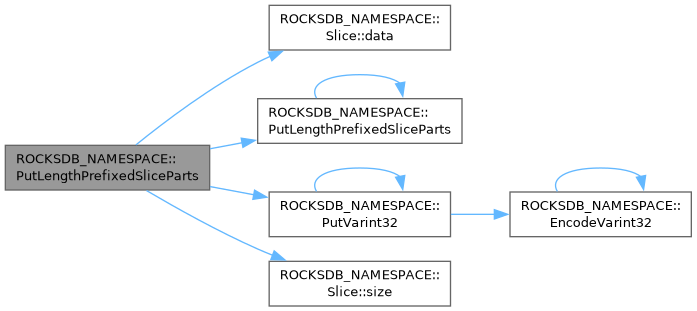 ROCKSDB_NAMESPACE::
Slice::data
ROCKSDB_NAMESPACE::
PutLengthPrefixedSliceParts
ROCKSDB_NAMESPACE::
PutLengthPrefixedSliceParts
ROCKSDB_NAMESPACE::
PutVarint32
ROCKSDB_NAMESPACE::
EncodeVarint32
ROCKSDB_NAMESPACE::
Slice::size